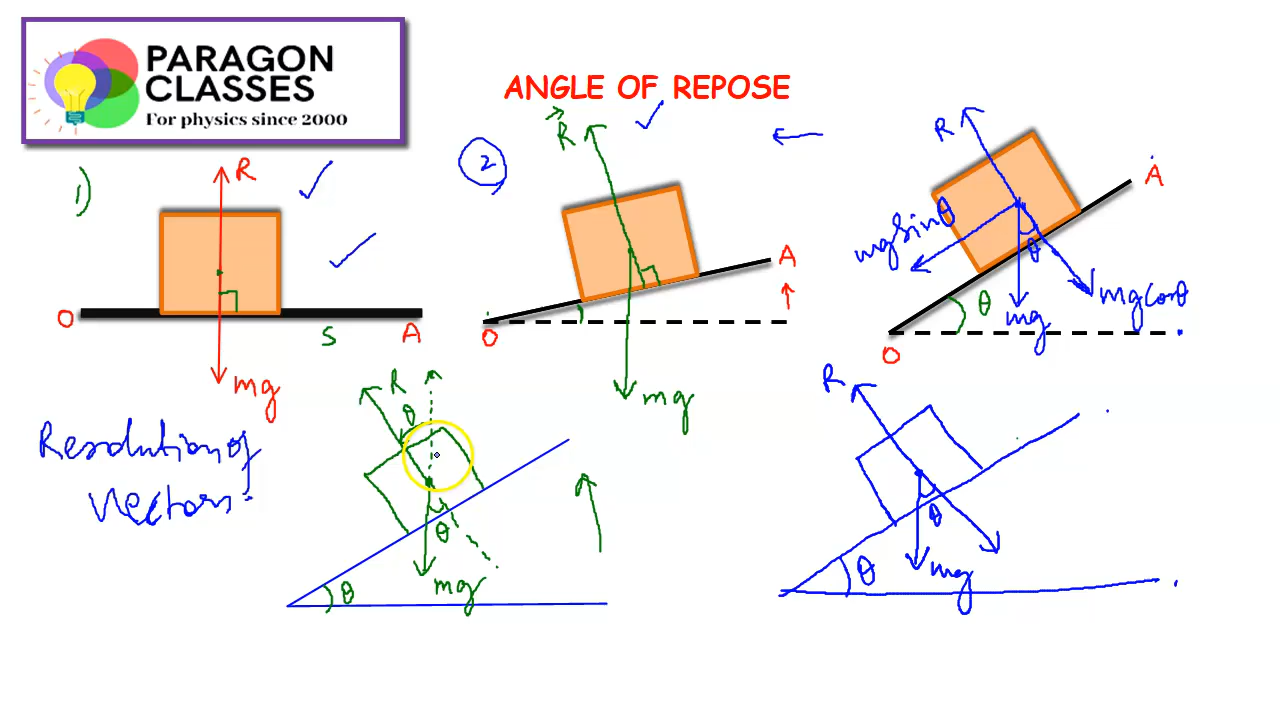 PARAGON
CLASSES
For physics since 2000
ANGLE OF REPOSE
1)
R
O
S
A
mg
2
R
A
O
mg
R
A
mg sinθ
θ
θ
mg cosθ
mg
O
Resolution of
Vectors.
R
θ
θ
mg
θ
R
θ
mg
θ